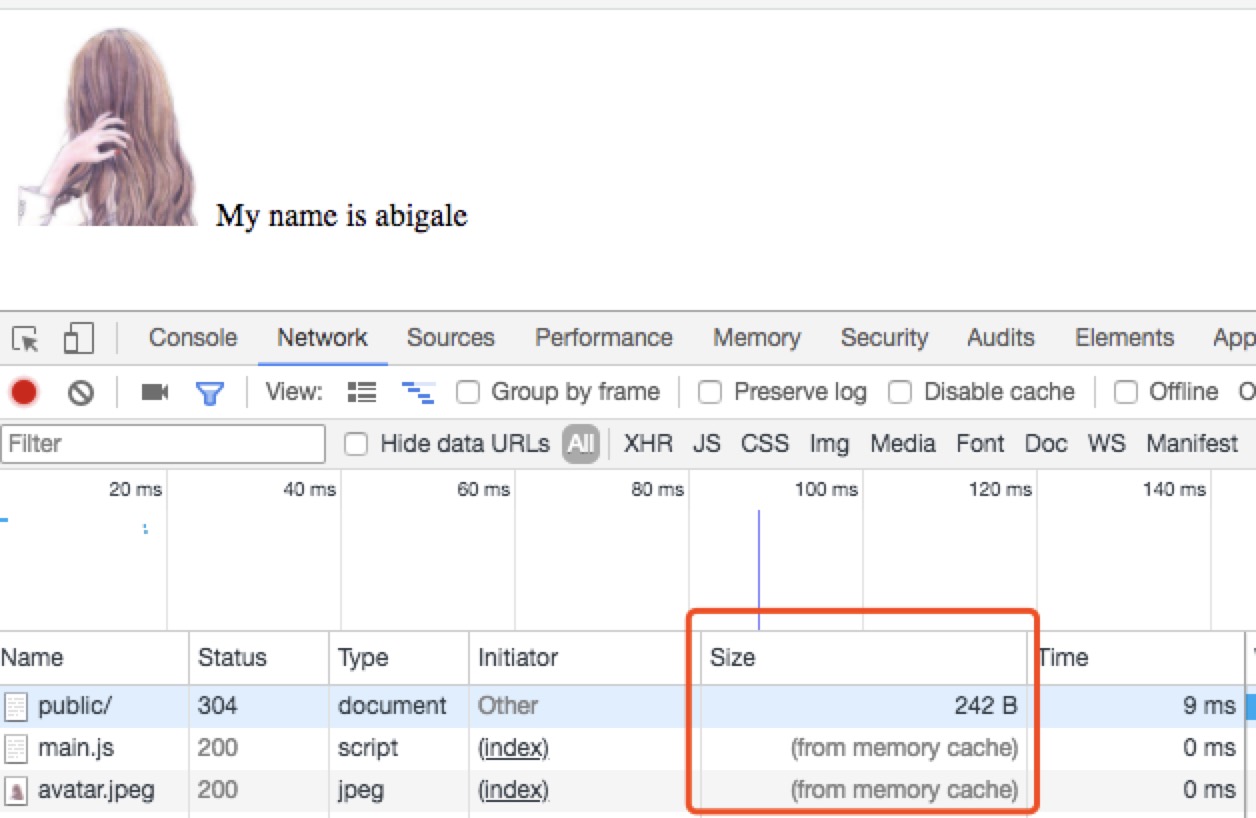 My name is abigale
Console Network Sources Performance Memory Security Audits Elements App
View: Group by frame Preserve log Disable cache Offline O
Filter Hide data URLs All XHR JS CSS Img Media Font Doc WS Manifest
20 ms 40 ms 60 ms 80 ms 100 ms 120 ms 140 ms
Name Status Type Initiator Size Time
public/ 304 document Other 242 B 9 ms
main.js 200 script (index) (from memory cache) 0 ms
avatar.jpeg 200 jpeg (index) (from memory cache) 0 ms